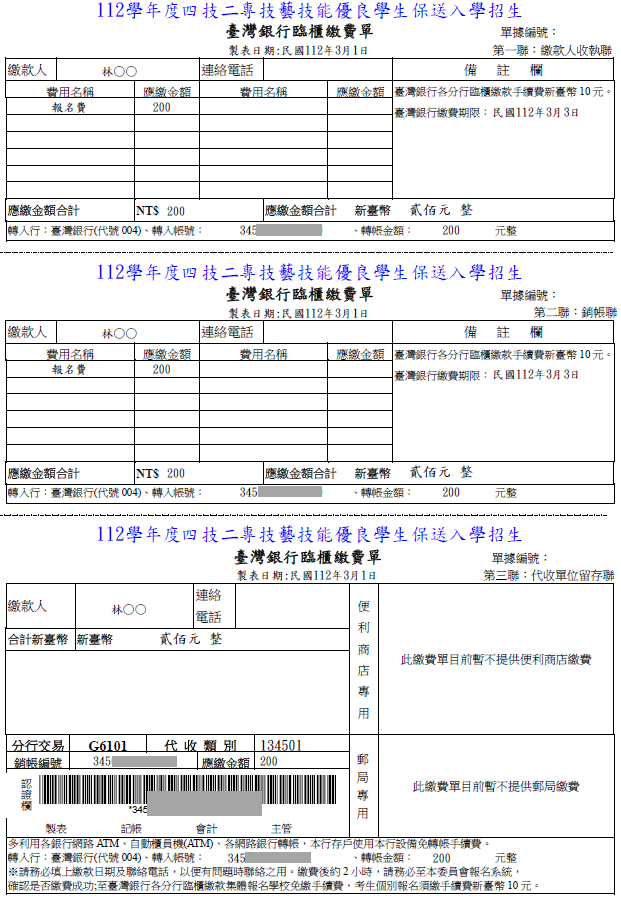 112學年度四技二專技藝技能優良學生保送入學招生
臺灣銀行臨櫃繳費單
單據編號：
製表日期:民國112年3月1日
第一聯：繳款人收執聯
繳款人 林○○ 連絡電話 備 註 欄
費用名稱 應繳金額 費用名稱 應繳金額
臺灣銀行各分行臨櫃繳款手續費新臺幣10元。
報名費 200
臺灣銀行繳費期限：民國112年3月3日
應繳金額合計 NT$ 200 應繳金額合計 新臺幣 貳佰元 整
轉入行：臺灣銀行(代號 004)、轉入帳號： 345 、轉帳金額： 200 元整
112學年度四技二專技藝技能優良學生保送入學招生
臺灣銀行臨櫃繳費單
單據編號：
製表日期:民國112年3月1日
第二聯：銷帳聯
繳款人 林○○ 連絡電話 備 註 欄
費用名稱 應繳金額 費用名稱 應繳金額
臺灣銀行各分行臨櫃繳款手續費新臺幣10元。
報名費 200
臺灣銀行繳費期限：民國112年3月3日
應繳金額合計 NT$ 200 應繳金額合計 新臺幣 貳佰元 整
轉入行：臺灣銀行(代號 004)、轉入帳號： 345 、轉帳金額： 200 元整
112學年度四技二專技藝技能優良學生保送入學招生
臺灣銀行臨櫃繳費單
單據編號：
製表日期:民國112年3月1日
第三聯：代收單位留存聯
繳款人 林○○ 連絡電話
合計新臺幣 新臺幣 貳佰元 整
便利商店專用
此繳費單目前暫不提供便利商店繳費
分行交易 G6101 代 收 類 別 134501
銷帳編號 345 應繳金額 200
郵局專用
此繳費單目前暫不提供郵局繳費
認證欄
*345
製表 記帳 會計 主管
多利用各銀行網路 ATM、自動櫃員機(ATM)、各網路銀行轉帳，本行存戶使用本行設備免轉帳手續費。
轉入行：臺灣銀行(代號 004)、轉入帳號： 345 、轉帳金額： 200 元整
※請務必填上繳款日期及聯絡電話，以便有問題時聯絡之用。繳費後約 2 小時，請務必至本委員會報名系統，
確認是否繳費成功;至臺灣銀行各分行臨櫃繳款集體報名學校免繳手續費，考生個別報名須繳手續費新臺幣 10 元。